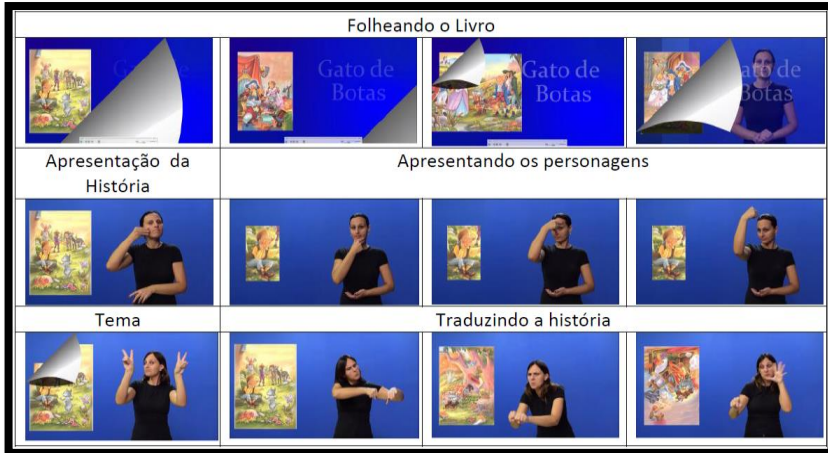 Folheando o Livro
Gato de
Botas
Gato de
Botas
ato de
Botas
Apresentação da
História
Apresentando os personagens
Tema
Traduzindo a história